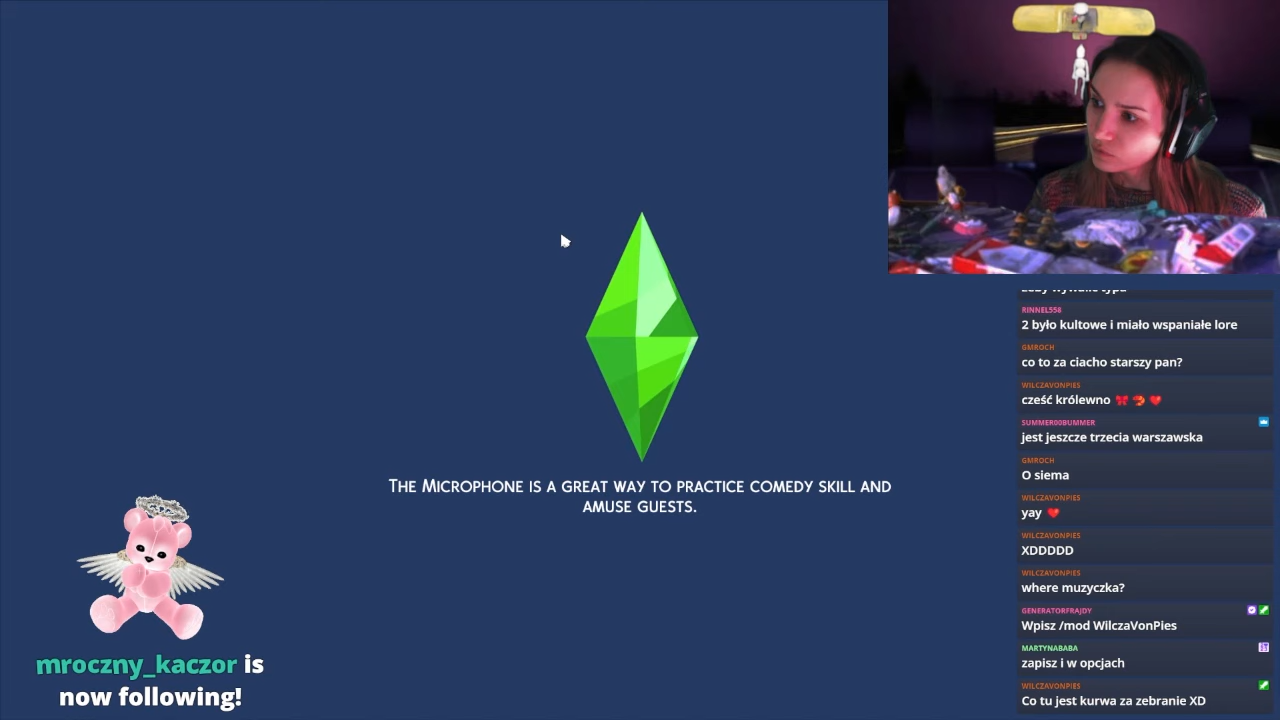 THE MICROPHONE IS A GREAT WAY TO PRACTICE COMEDY SKILL AND
AMUSE GUESTS.
mroczny_kaczor is
now following!
RINNEL558
2 było kultowe i miało wspaniałe lore
GMROCH
co to za ciacho starszy pan?
WILCZAVONPIES
cześć królewno
SUMMER00BUMMER
jest jeszcze trzecia warszawska
GMROCH
O siema
WILCZAVONPIES
yay
WILCZAVONPIES
XDDDDD
WILCZAVONPIES
where muzyczka?
GENERATORFRAJDY
Wpisz /mod WilczaVonPies
MARTYNABABA
zapisz i w opcjach
WILCZAVONPIES
Co tu jest kurwa za zebranie XD